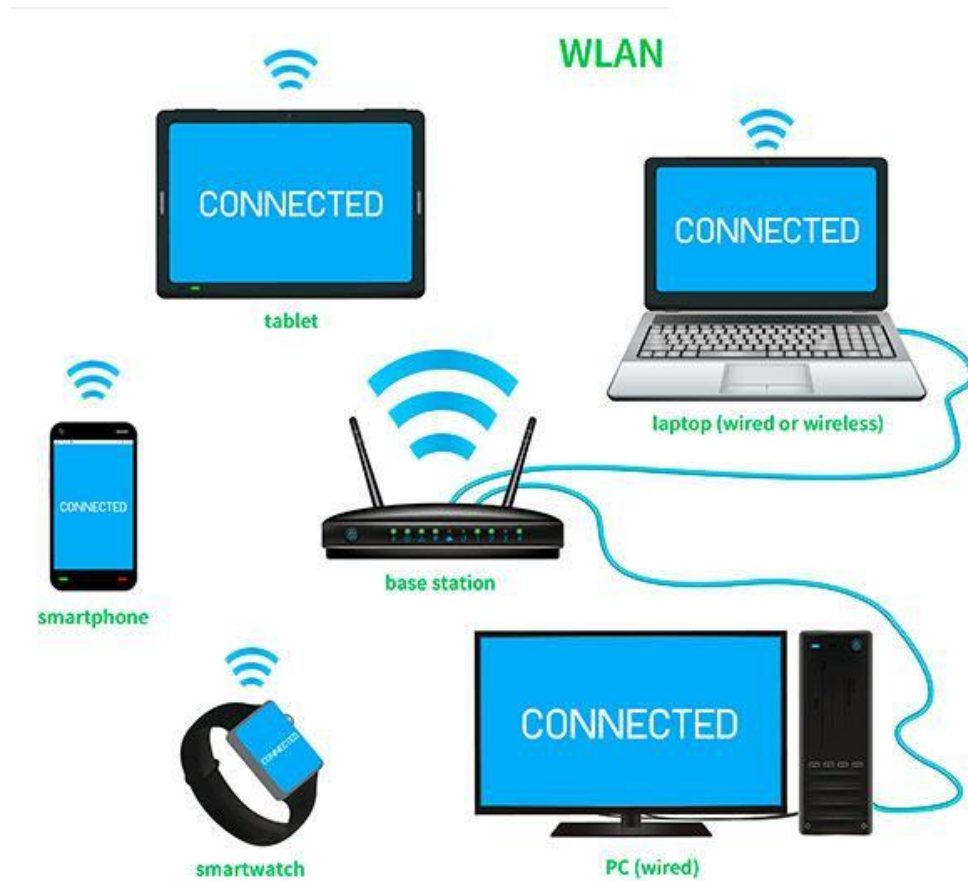 WLAN
CONNECTED
tablet
CONNECTED
laptop (wired or wireless)
CONNECTED
smartphone
base station
CONNECTED
smartwatch
CONNECTED
PC (wired)